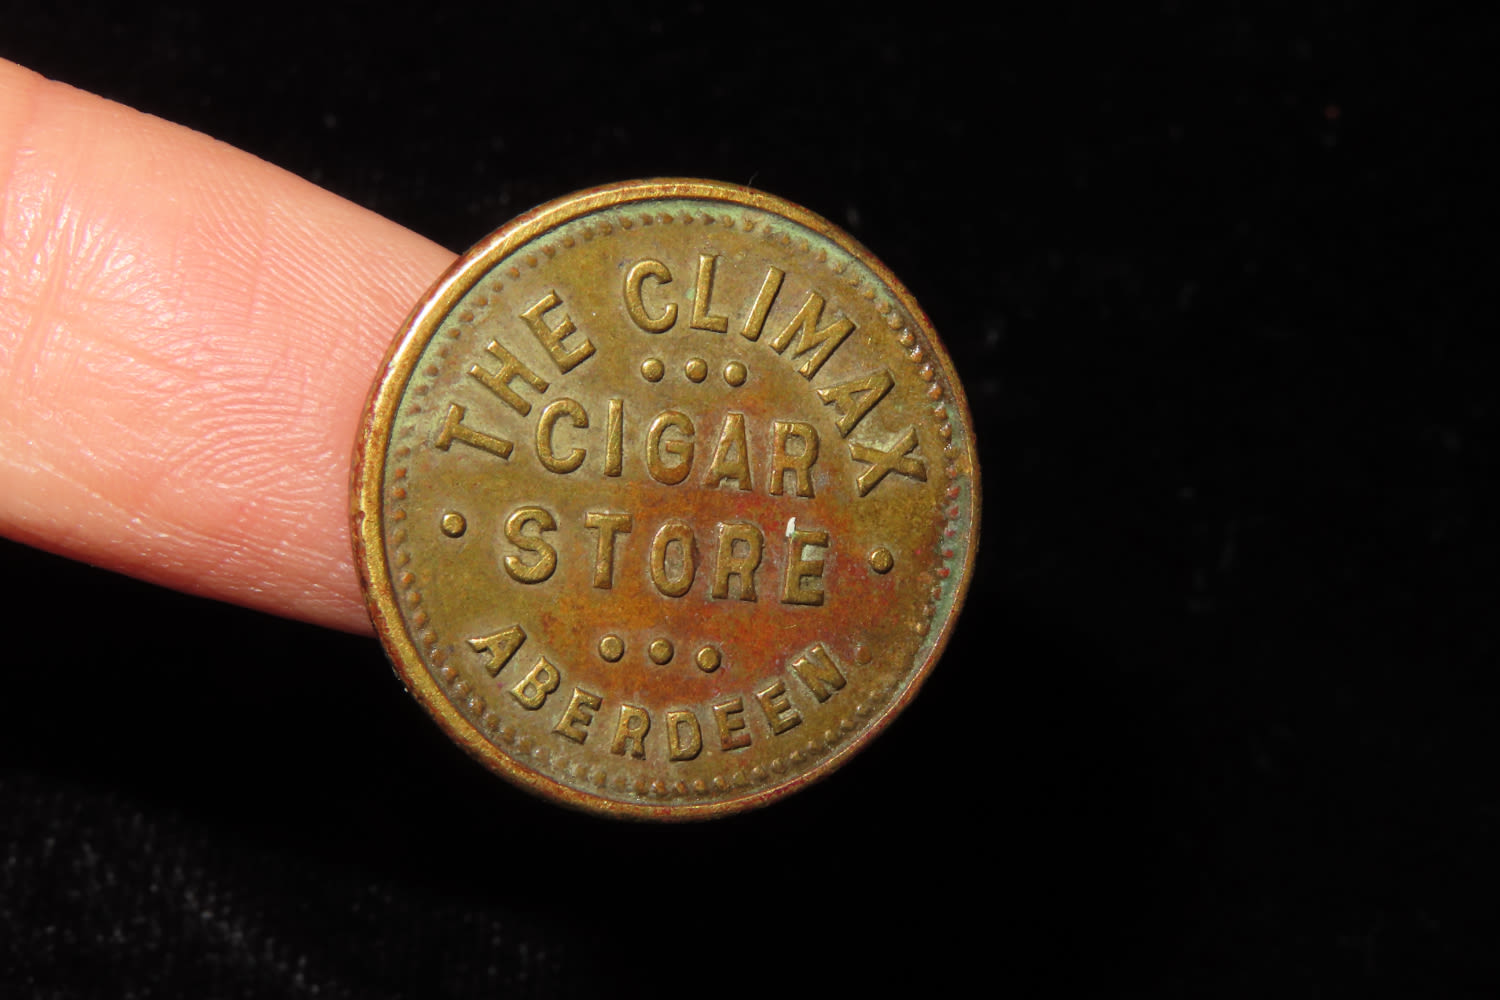 THE CLIMAX
CIGAR
STORE
ABERDEEN.